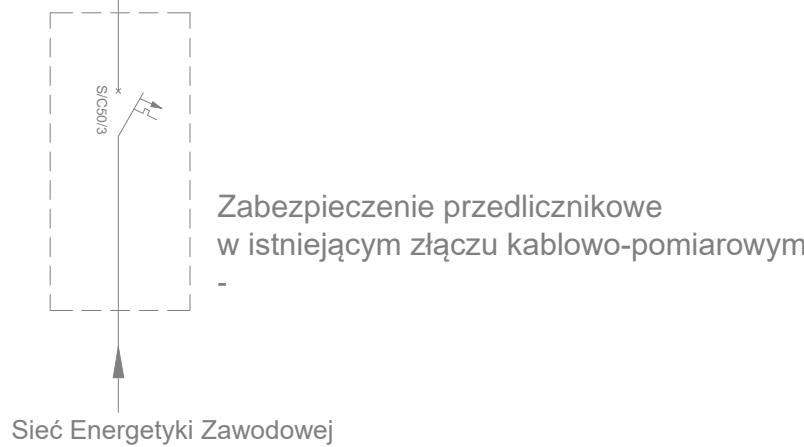 S/C50/3
Zabezpieczenie przedlicznikowe
w istniejącym złączu kablowo-pomiarowym
-
Sieć Energetyki Zawodowej